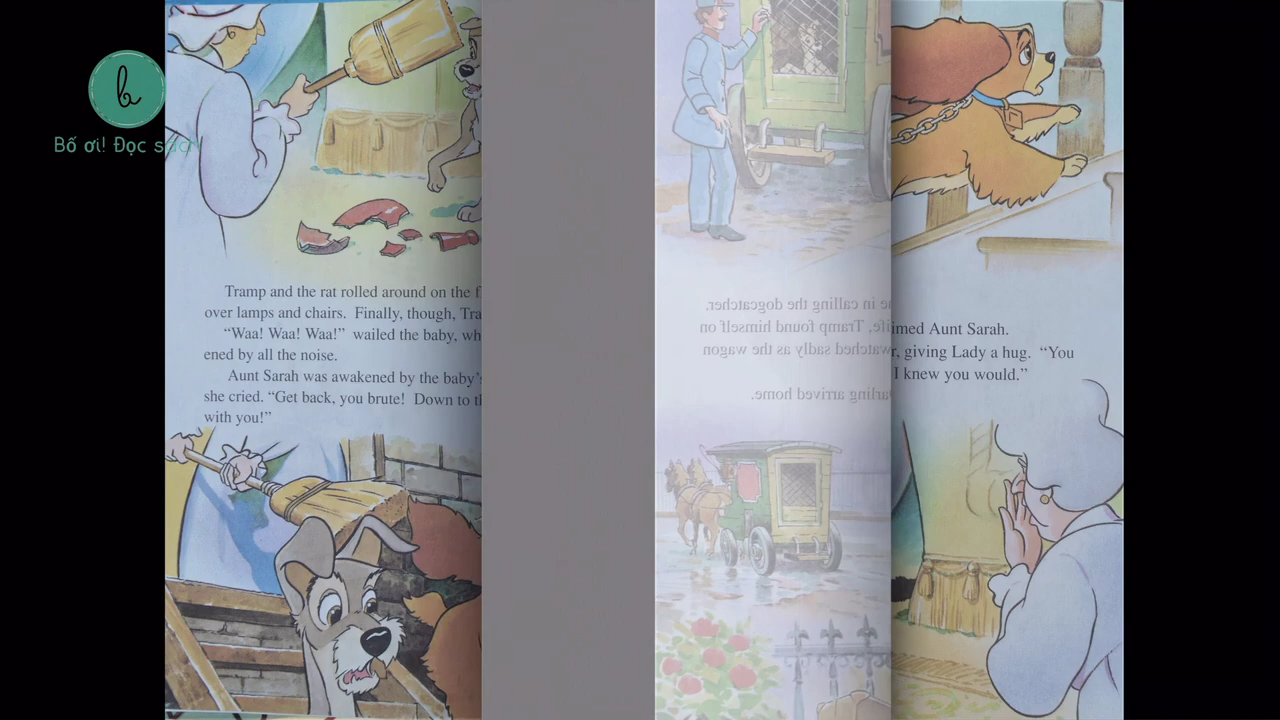 b
Bố ơi! Đọc sách
Tramp and the rat rolled around on the f
over lamps and chairs. Finally, though, Tra
"Waa! Waa! Waa!" wailed the baby, wh
ened by all the noise.
Aunt Sarah was awakened by the baby's
she cried. "Get back, you brute! Down to th
with you!"
ne in calling the dogcatcher.
ife, Tramp found himself on
watched sadly as the wagon
Darling arrived home.
imed Aunt Sarah.
r, giving Lady a hug. "You
I knew you would."